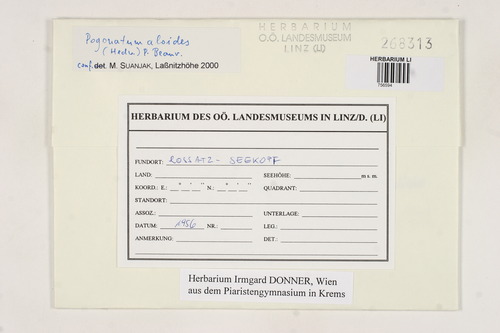 Pogonatum aloides
(Hedw.) P. Beauv.
conf. det. M. SUANJAK, Laßnitzhöhe 2000
HERBARIUM
O.Ö. LANDESMUSEUM
LINZ (LI)
268313
HERBARIUM LI
756594
HERBARIUM DES OÖ. LANDESMUSEUMS IN LINZ/D. (LI)
FUNDORT: ROSSATZ - SEEKOPF
LAND: SEEHÖHE: m s. m.
KOORD.: E: ° ' " N.: ° ' " QUADRANT:
STANDORT:
ASSOZ.: UNTERLAGE:
DATUM: 1956 NR.: LEG.:
ANMERKUNG: DET.:
Herbarium Irmgard DONNER, Wien
aus dem Piaristengymnasium in Krems